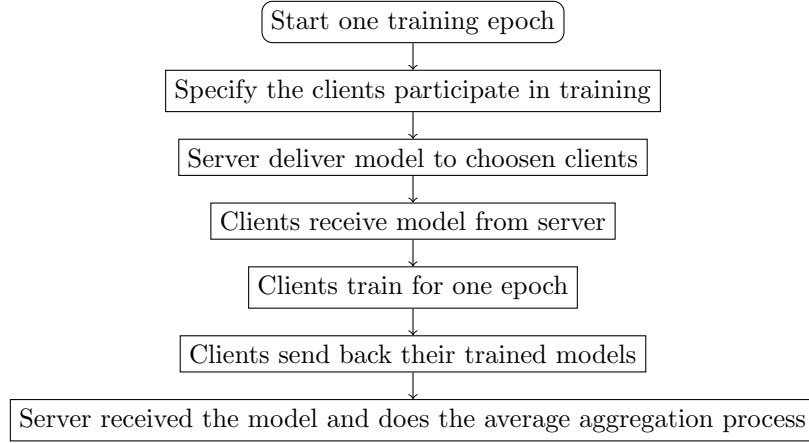 Start one training epoch
Specify the clients participate in training
Server deliver model to choosen clients
Clients receive model from server
Clients train for one epoch
Clients send back their trained models
Server received the model and does the average aggregation process